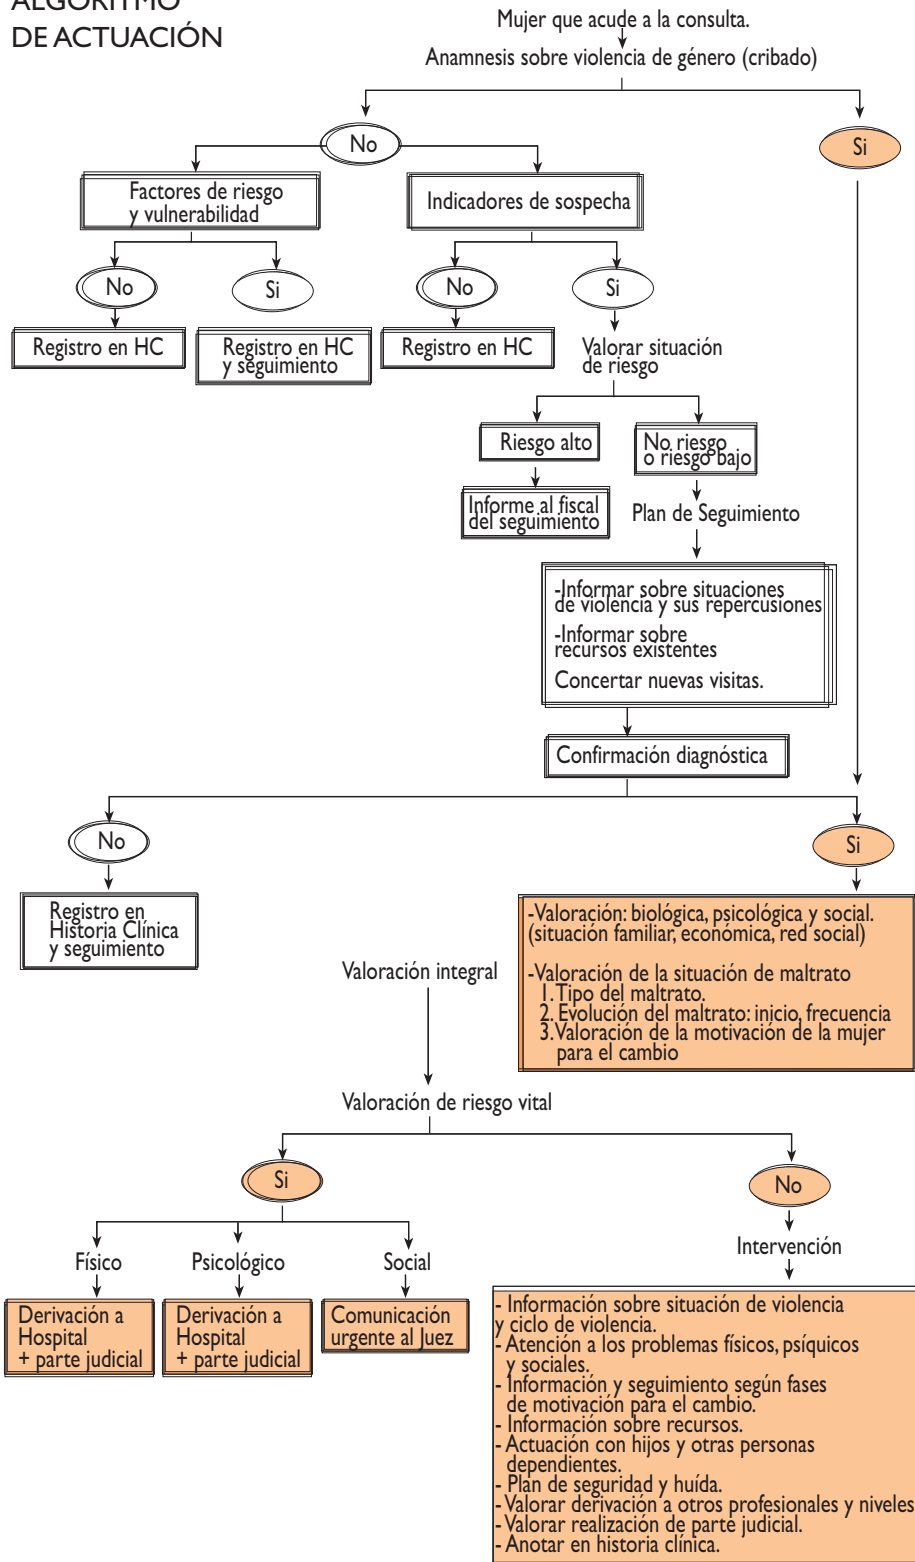 ALGORITMO
DE ACTUACIÓN
Mujer que acude a la consulta.
Anamnesis sobre violencia de género (cribado)
No
Si
Factores de riesgo
y vulnerabilidad
Indicadores de sospecha
No
Si
No
Si
Registro en HC
Registro en HC
y seguimiento
Registro en HC
Valorar situación
de riesgo
Riesgo alto
No riesgo
o riesgo bajo
Informe al fiscal
del seguimiento
Plan de Seguimiento
-Informar sobre situaciones
de violencia y sus repercusiones
-Informar sobre
recursos existentes
Concertar nuevas visitas.
Confirmación diagnóstica
No
Si
Registro en
Historia Clínica
y seguimiento
-Valoración: biológica, psicológica y social.
(situación familiar, económica, red social)
-Valoración de la situación de maltrato
1. Tipo del maltrato.
2. Evolución del maltrato: inicio, frecuencia
3. Valoración de la motivación de la mujer
para el cambio
Valoración integral
Valoración de riesgo vital
Si
No
Físico
Psicológico
Social
Intervención
Derivación a
Hospital
+ parte judicial
Derivación a
Hospital
+ parte judicial
Comunicación
urgente al Juez
- Información sobre situación de violencia
y ciclo de violencia.
- Atención a los problemas físicos, psíquicos
y sociales.
- Información y seguimiento según fases
de motivación para el cambio.
- Información sobre recursos.
- Actuación con hijos y otras personas
dependientes.
- Plan de seguridad y huída.
- Valorar derivación a otros profesionales y niveles
- Valorar realización de parte judicial.
- Anotar en historia clínica.